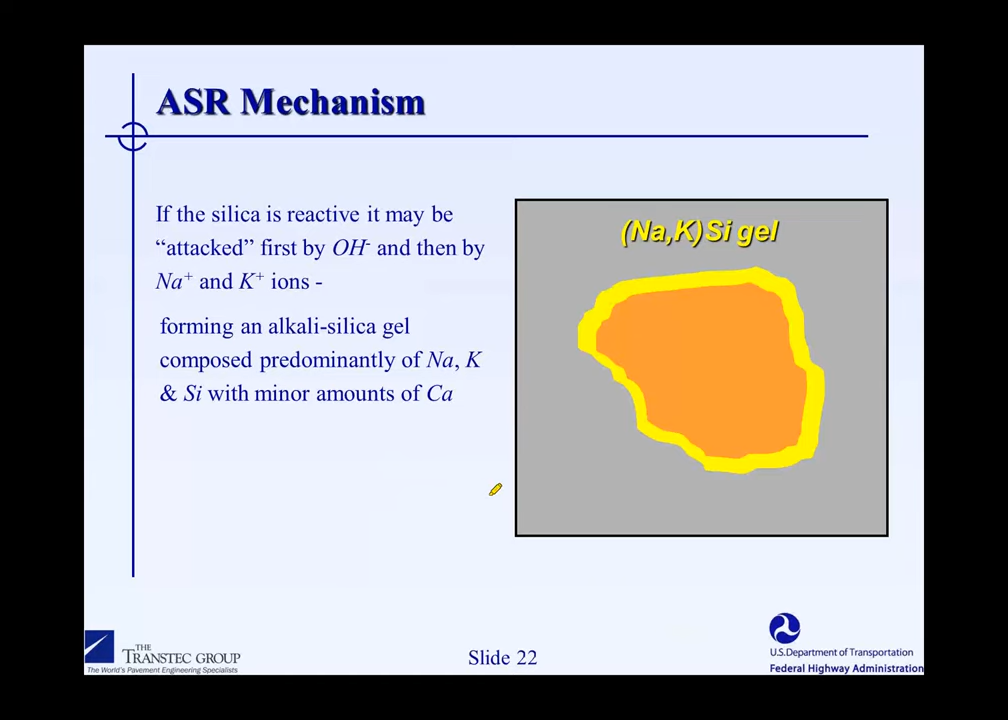 ASR Mechanism
If the silica is reactive it may be
“attacked” first by OH- and then by
Na+ and K+ ions -
forming an alkali-silica gel
composed predominantly of Na, K
& Si with minor amounts of Ca
(Na,K)Si gel
THE
TRANSTEC GROUP
The World's Pavement Engineering Specialists
Slide 22
U.S.Department of Transportation
Federal Highway Administration